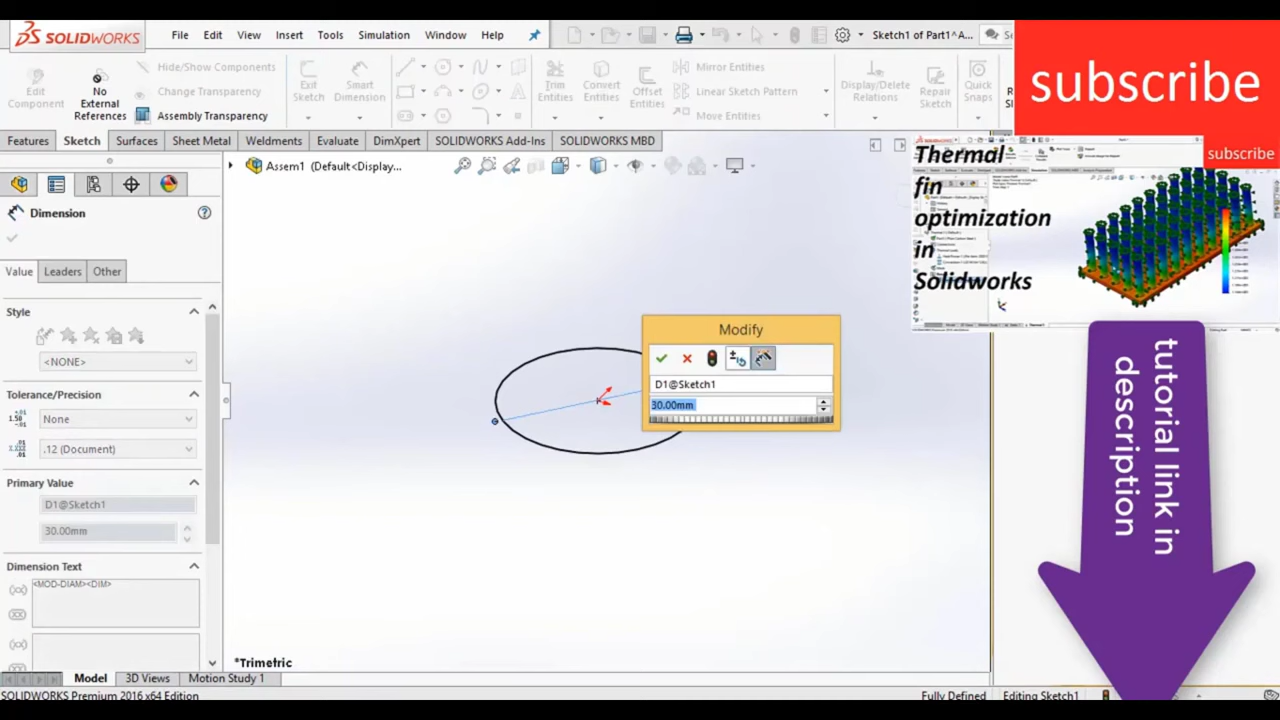 SOLIDWORKS
File Edit View Insert Tools Simulation Window Help
Sketch1 of Part1^A...
Edit
Component
No
External
References
Hide/Show Components
Change Transparency
Assembly Transparency
Exit
Sketch
Smart
Dimension
Trim
Entities
Convert
Entities
Offset
Entities
Mirror Entities
Linear Sketch Pattern
Move Entities
Display/Delete
Relations
Repair
Sketch
Quick
Snaps
Features Sketch Surfaces Sheet Metal Weldments Evaluate DimXpert SOLIDWORKS Add-Ins SOLIDWORKS MBD
Assem1 (Default<Display...
Dimension
Value Leaders Other
Style
<NONE>
Tolerance/Precision
None
.12 (Document)
Primary Value
D1@Sketch1
30.00mm
Dimension Text
<MOD-DIAM><DIM>
Modify
D1@Sketch1
30.00mm
*Trimetric
Model 3D Views Motion Study 1
SOLIDWORKS Premium 2016 x64 Edition
Fully Defined Editing Sketch1
subscribe
subscribe
Thermal
fin
optimization
in
Solidworks
tutorial link in
description